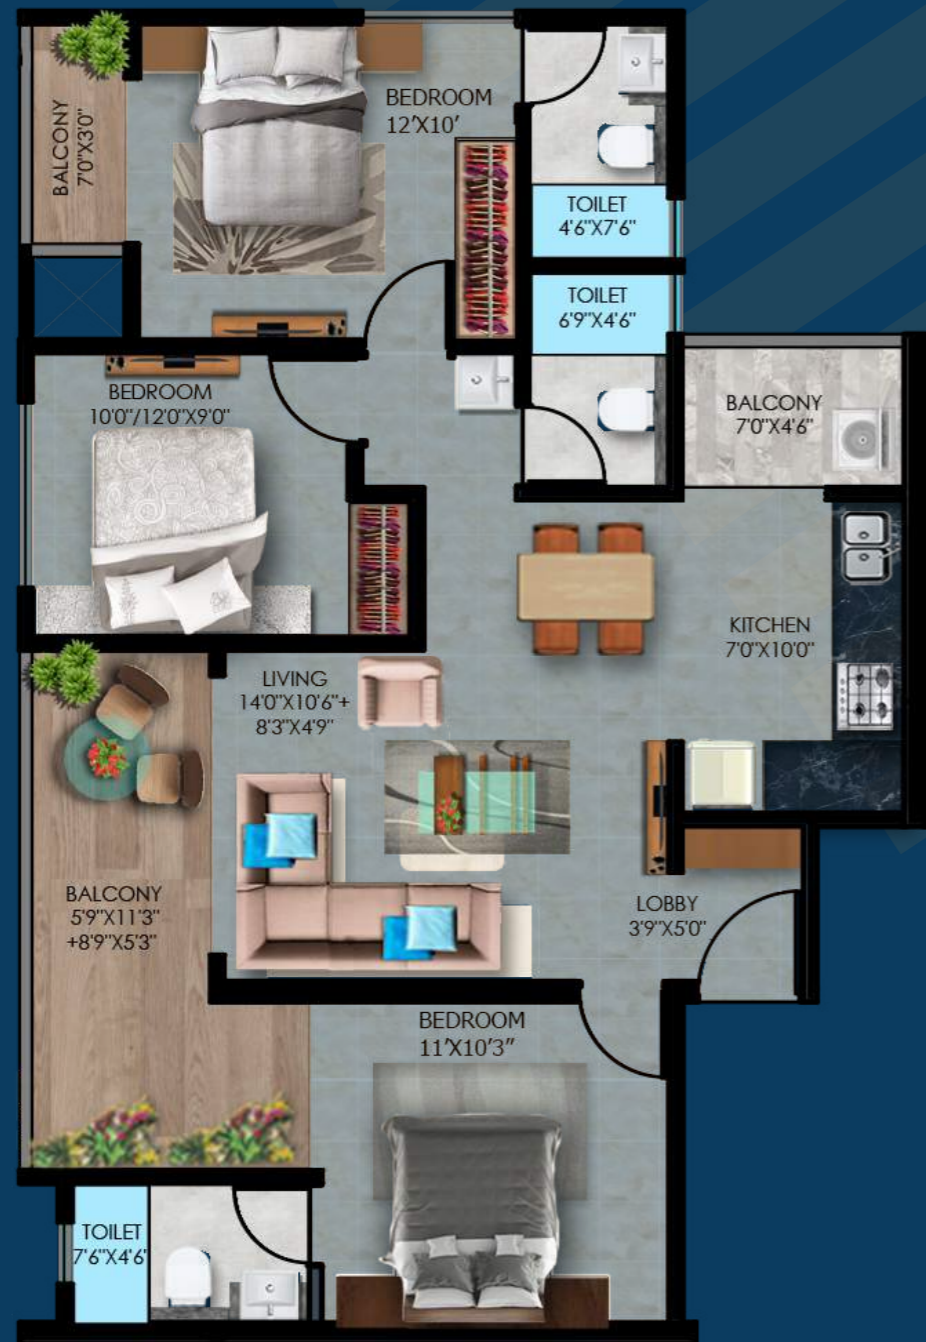 BEDROOM
12'X10'
BALCONY
7'0"X3'0"
TOILET
4'6"X7'6"
TOILET
6'9"X4'6"
BEDROOM
10'0"/12'0"X9'0"
BALCONY
7'0"X4'6"
KITCHEN
7'0"X10'0"
LIVING
14'0"X10'6"+
8'3"X4'9"
BALCONY
5'9"X11'3"
+8'9"X5'3"
LOBBY
3'9"X5'0"
BEDROOM
11'X10'3"
TOILET
7'6"X4'6"